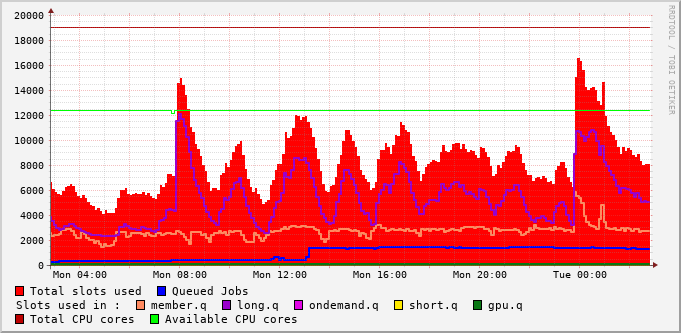 20000
18000
16000
14000
12000
10000
8000
6000
4000
2000
0
Mon 04:00 Mon 08:00 Mon 12:00 Mon 16:00 Mon 20:00 Tue 00:00
RRDTOOL / TOBI OETIKER
Total slots used Queued Jobs
Slots used in : member.q long.q ondemand.q short.q gpu.q
Total CPU cores Available CPU cores